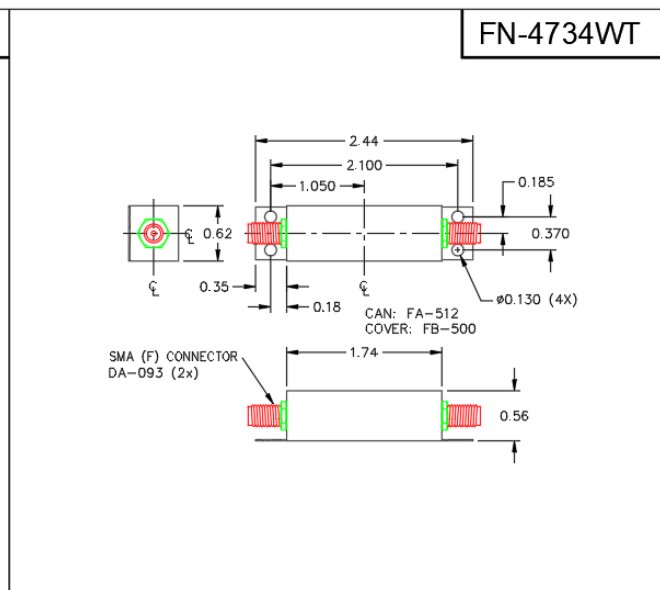 FN-4734WT
2.44
2.100
1.050
0.185
℄ 0.62
0.370
0.35
℄
℄
0.18
ø0.130 (4X)
CAN: FA-512
COVER: FB-500
1.74
SMA (F) CONNECTOR
DA-093 (2x)
0.56